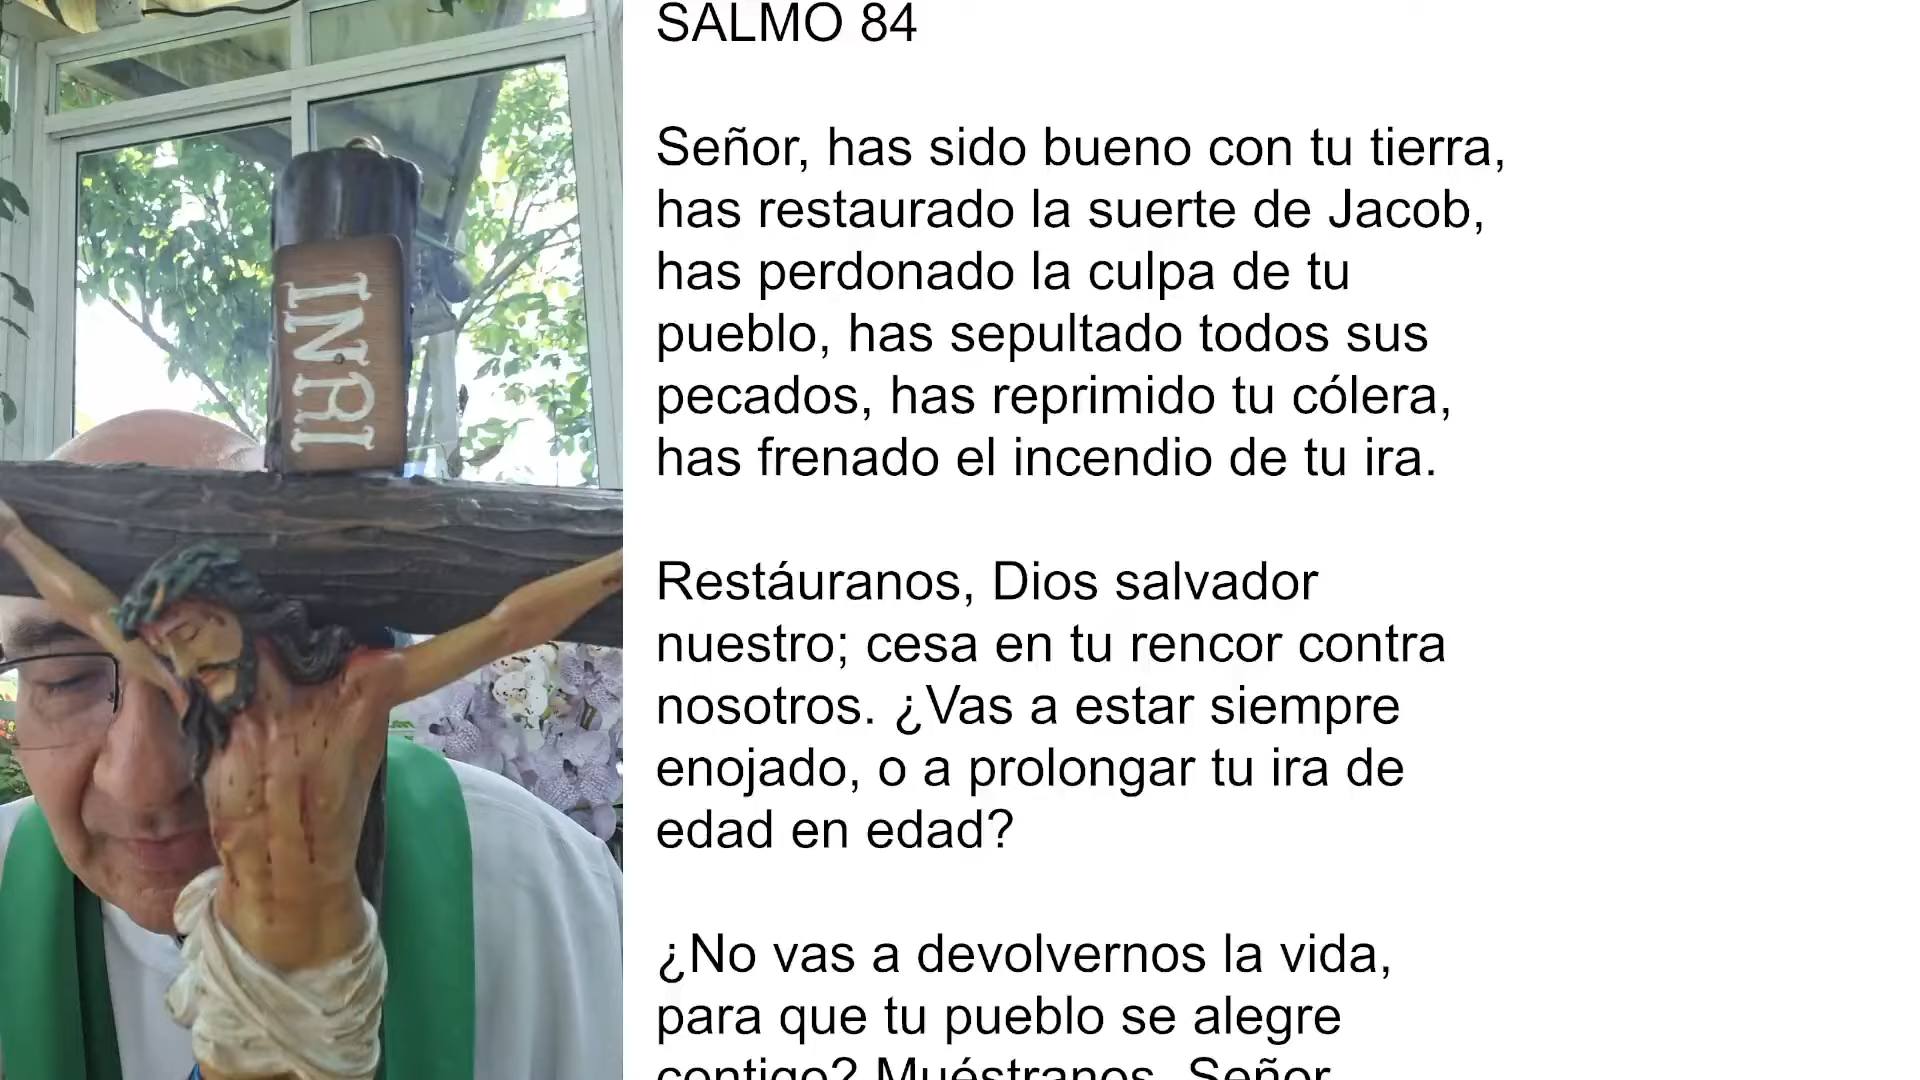 INRI
SALMO 84
Señor, has sido bueno con tu tierra,
has restaurado la suerte de Jacob,
has perdonado la culpa de tu
pueblo, has sepultado todos sus
pecados, has reprimido tu cólera,
has frenado el incendio de tu ira.
Restáuranos, Dios salvador
nuestro; cesa en tu rencor contra
nosotros. ¿Vas a estar siempre
enojado, o a prolongar tu ira de
edad en edad?
¿No vas a devolvernos la vida,
para que tu pueblo se alegre
contigo? Muéstranos, Señor